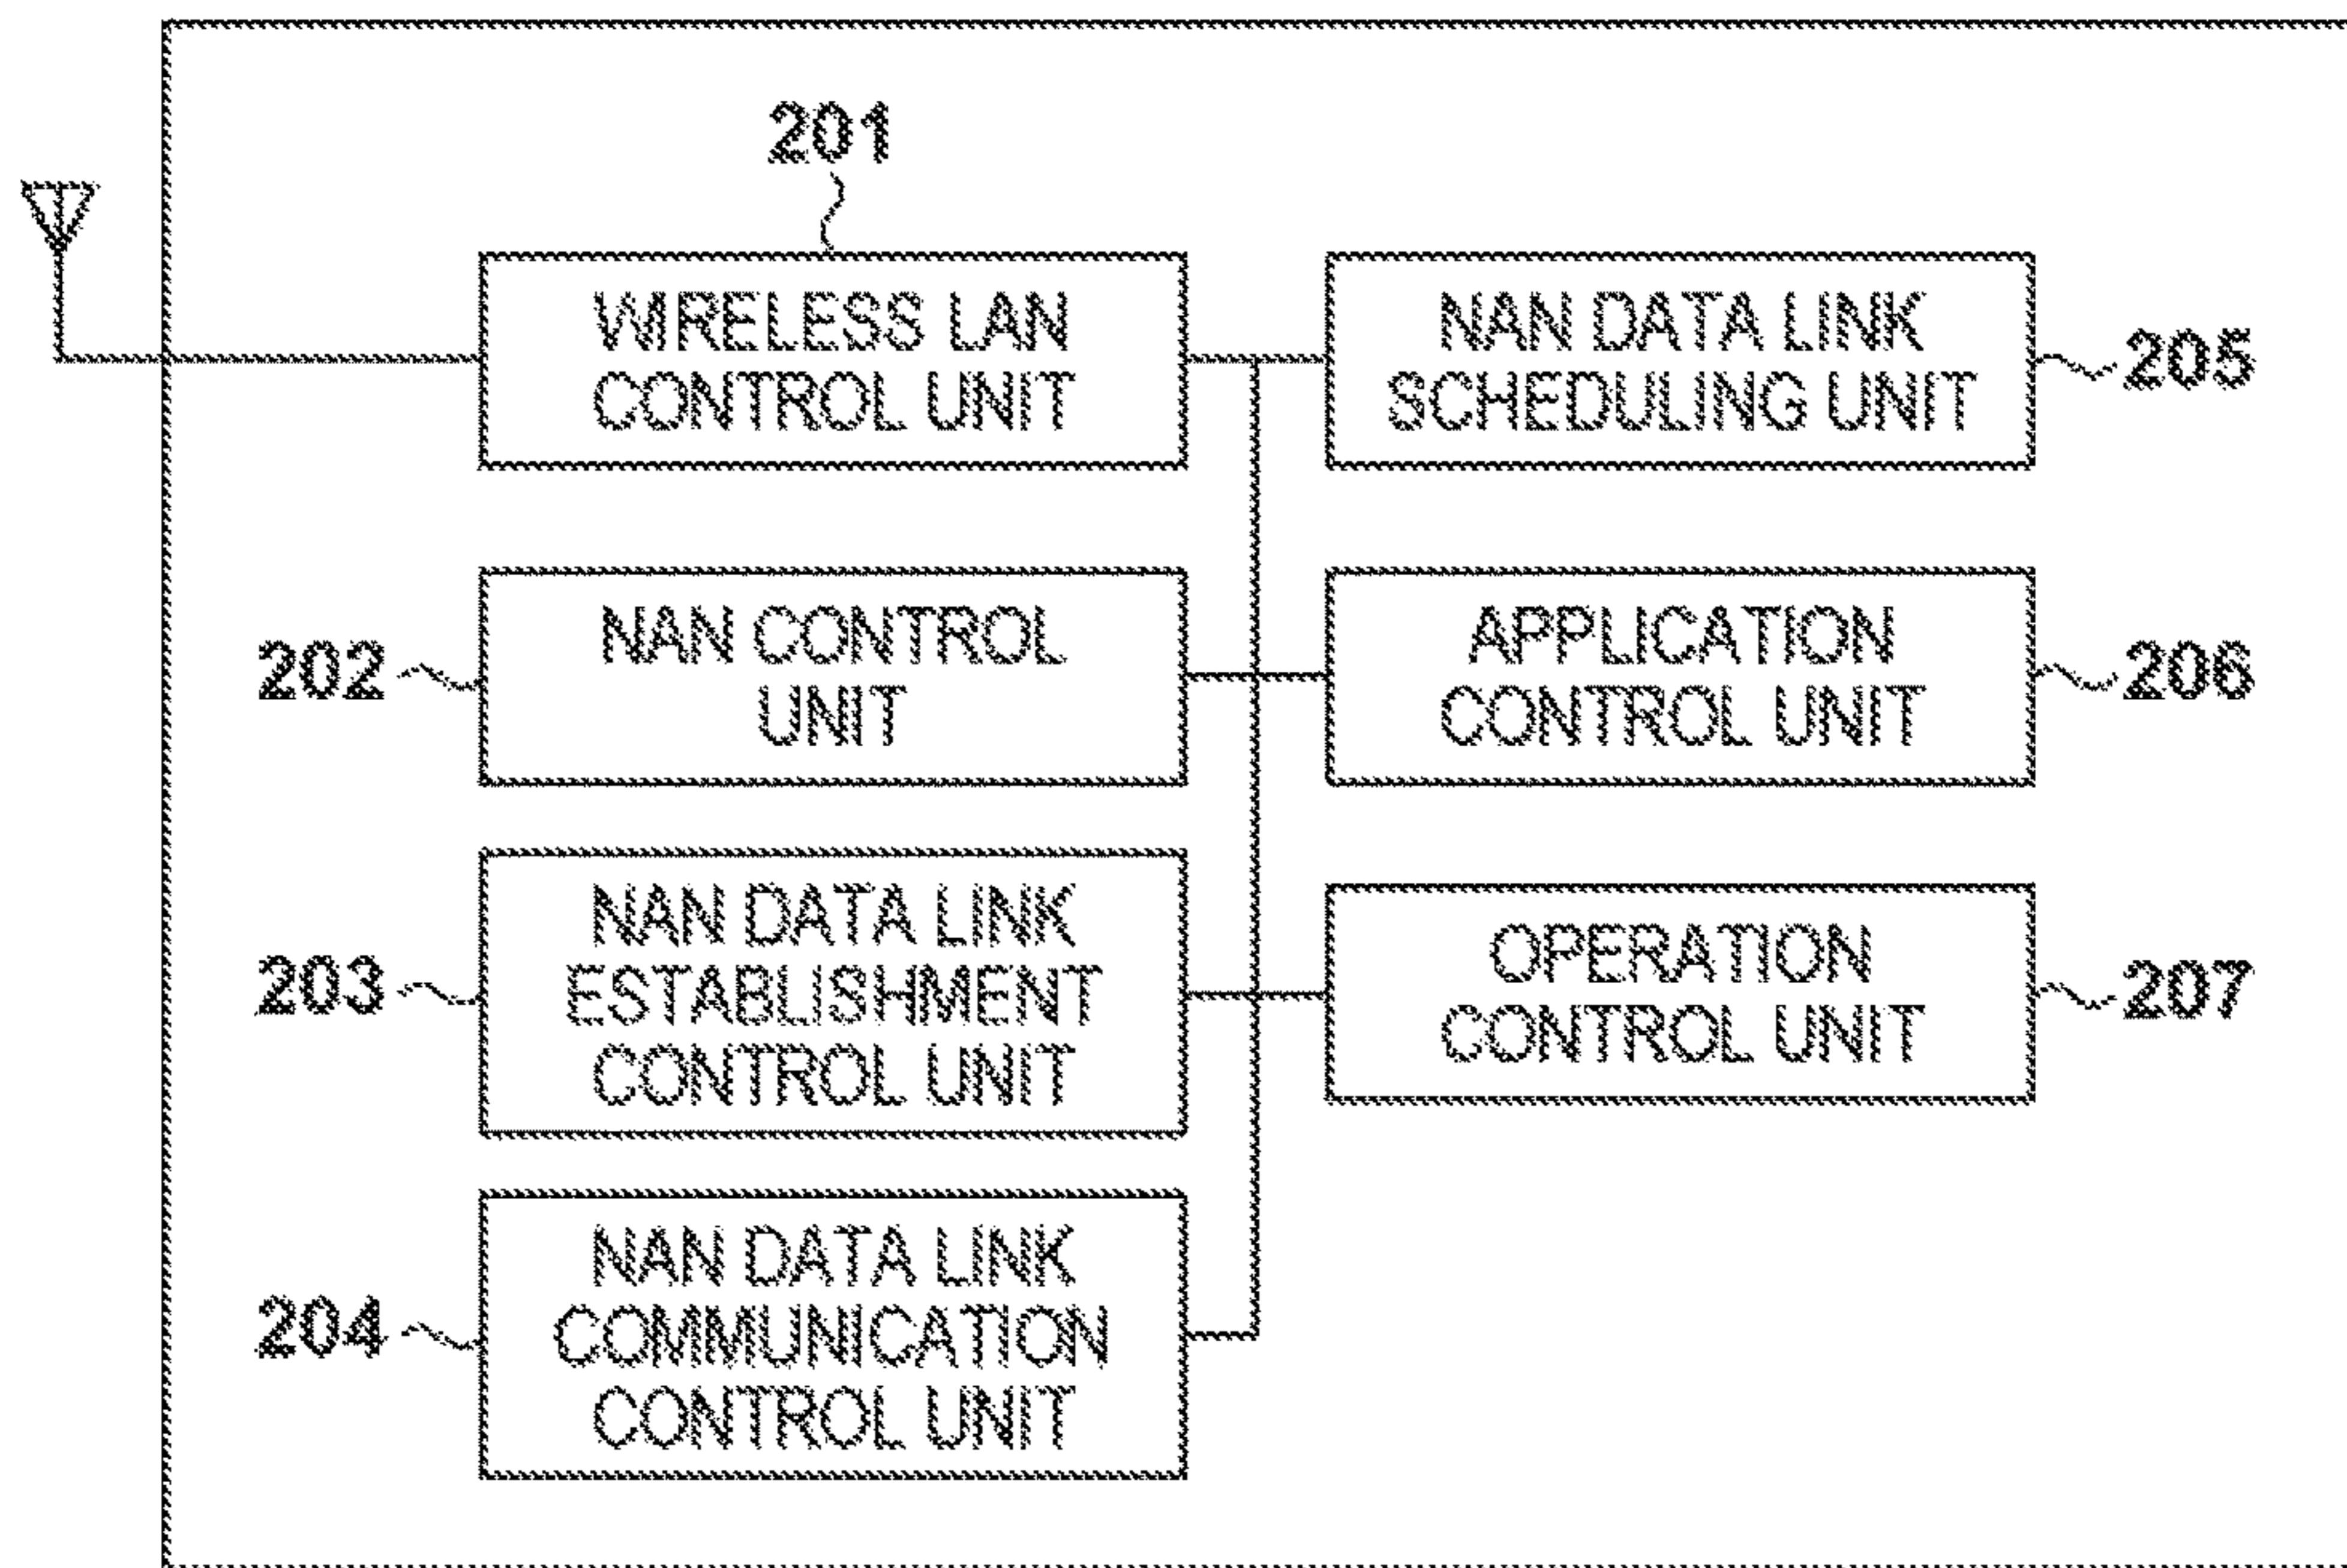 201
WIRELESS LAN
CONTROL UNIT
NAN DATA LINK
SCHEDULING UNIT
205
202
NAN CONTROL
UNIT
APPLICATION
CONTROL UNIT
206
203
NAN DATA LINK
ESTABLISHMENT
CONTROL UNIT
OPERATION
CONTROL UNIT
207
204
NAN DATA LINK
COMMUNICATION
CONTROL UNIT